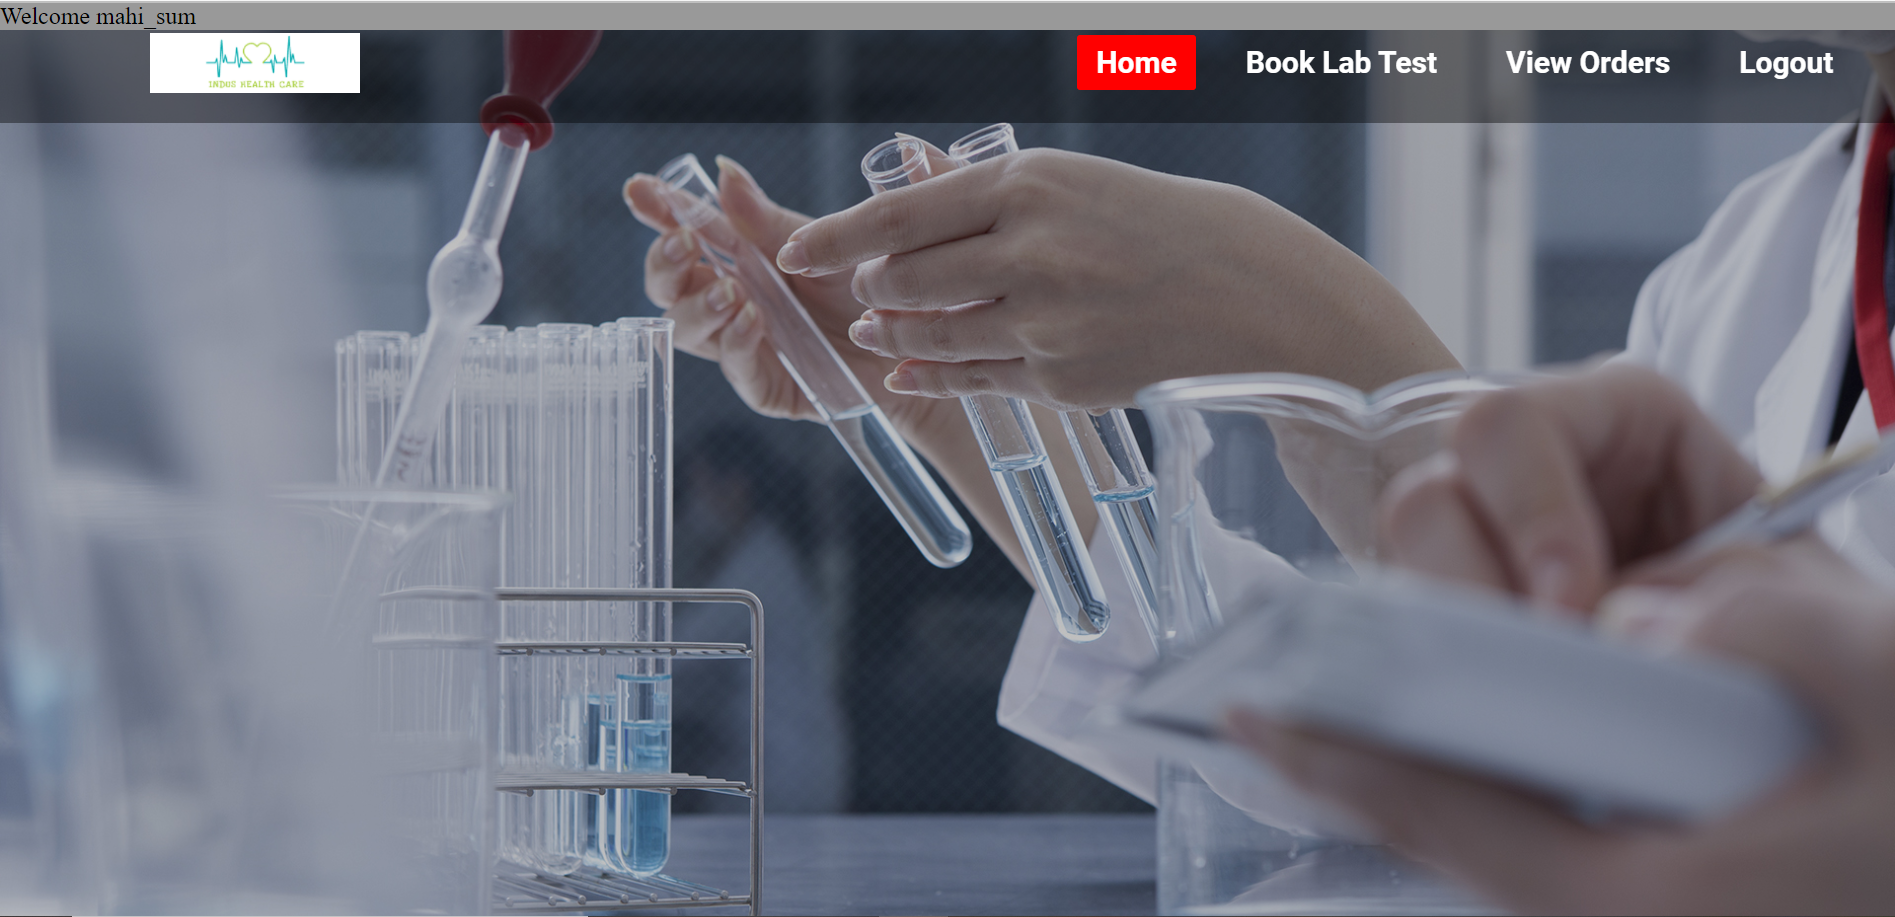 Welcome mahi_sum
INDUS HEALTH CARE
Home
Book Lab Test
View Orders
Logout